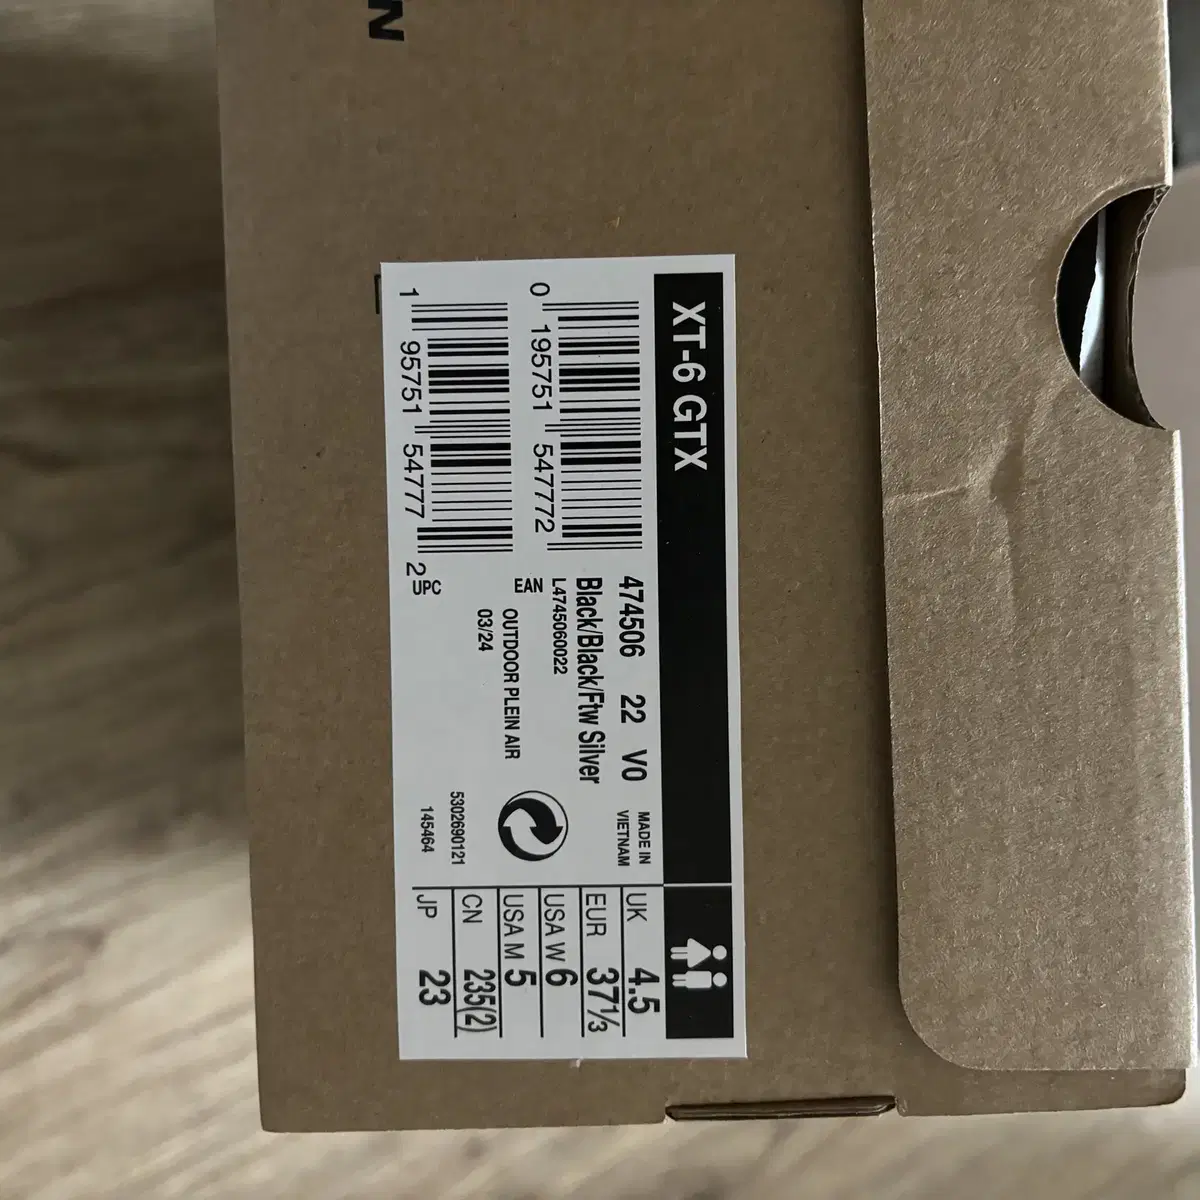 N
XT-6 GTX
474506 22 V0
Black/Black/Ftw Silver
L4745060022
MADE IN
VIETNAM
0 195751 547772
EAN
OUTDOOR PLEIN AIR
03/24
1 95751 54777 2
UPC
5302690121
145464
UK 4.5
EUR 37⅓
USA W 6
USA M 5
CN 235(2)
JP 23